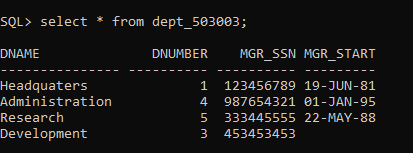 SQL> select * from dept_503003;
DNAME              DNUMBER    MGR_SSN MGR_START
--------------- ---------- ---------- ---------
Headquaters              1  123456789 19-JUN-81
Administration           4  987654321 01-JAN-95
Research                 5  333445555 22-MAY-88
Development              3  453453453